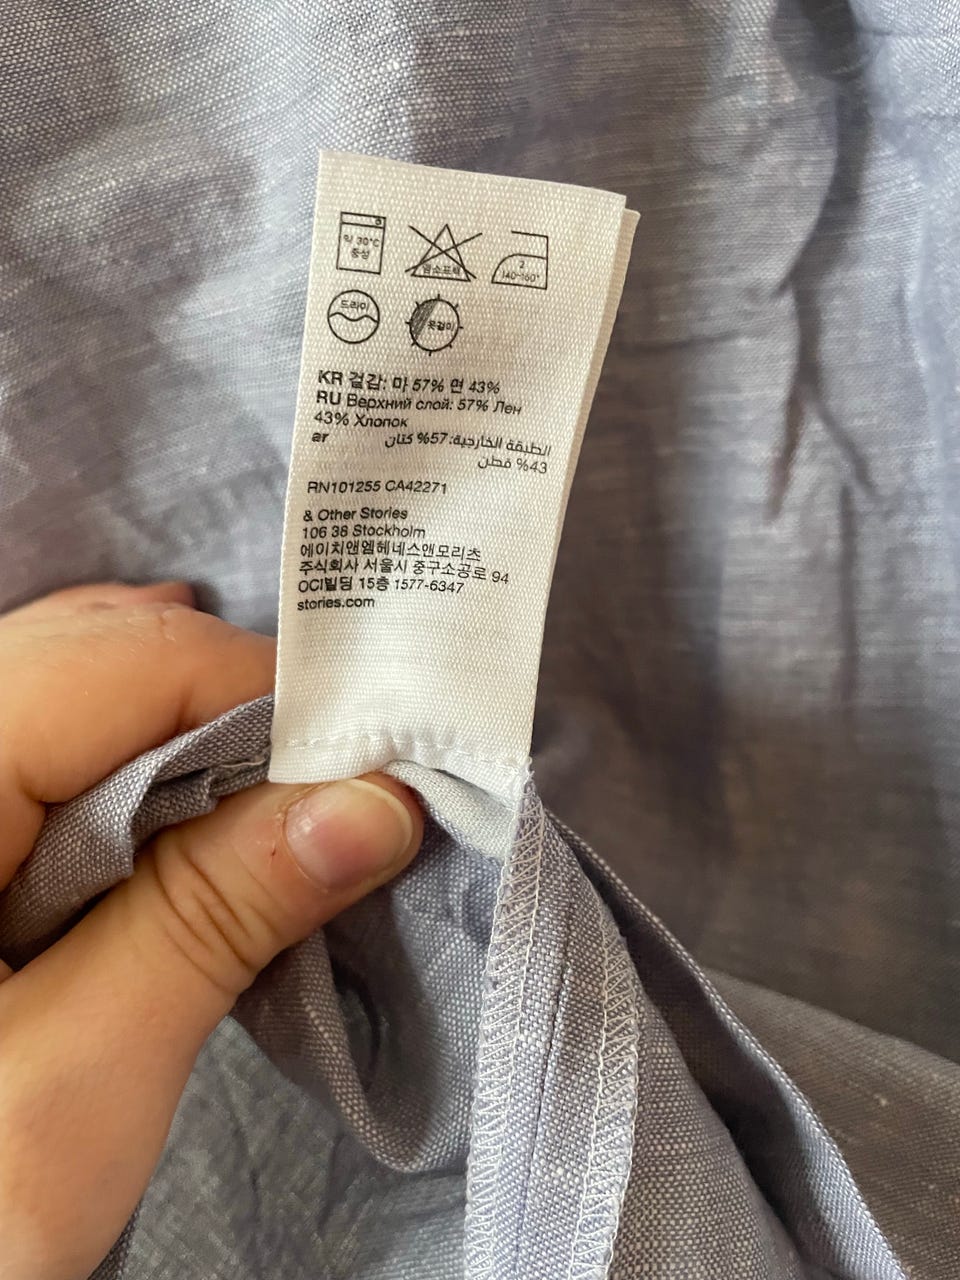 약 30°C
중성
염소표백
2
140~160°
드라이
옷걸이
KR 겉감: 마 57% 면 43%
RU Верхний слой: 57% Лен
43% Хлопок
ar الطبقة الخارجية: 57% كتان
43% قطن
RN101255 CA42271
& Other Stories
106 38 Stockholm
에이치앤엠헤네스앤모리츠
주식회사 서울시 중구소공로 94
OCI빌딩 15층 1577-6347
stories.com